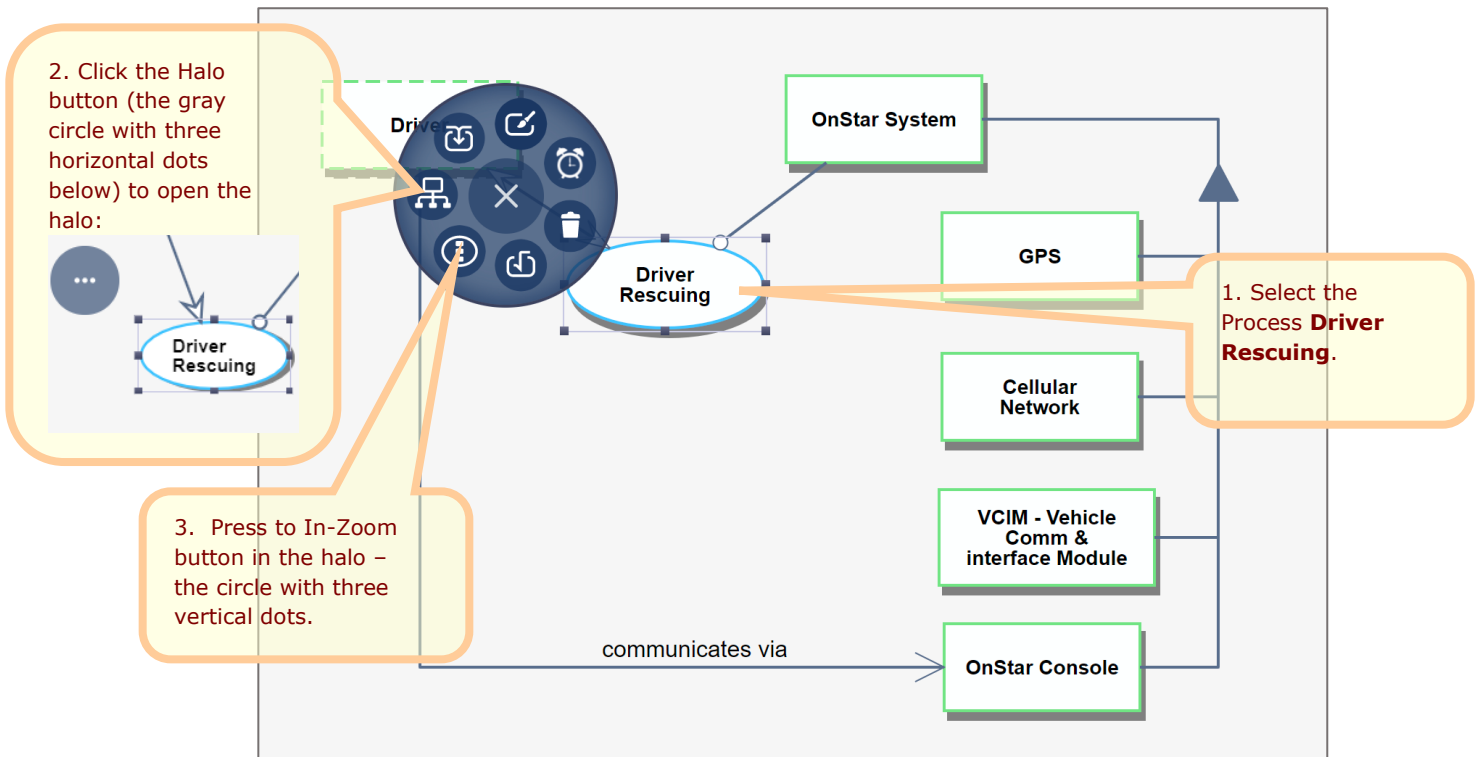 2. Click the Halo
button (the gray
circle with three
horizontal dots
below) to open the
halo:
Driver
Rescuing
Driver
OnStar System
Driver
Rescuing
GPS
1. Select the
Process Driver
Rescuing.
Cellular
Network
VCIM - Vehicle
Comm &
interface Module
3. Press to In-Zoom
button in the halo –
the circle with three
vertical dots.
communicates via
OnStar Console